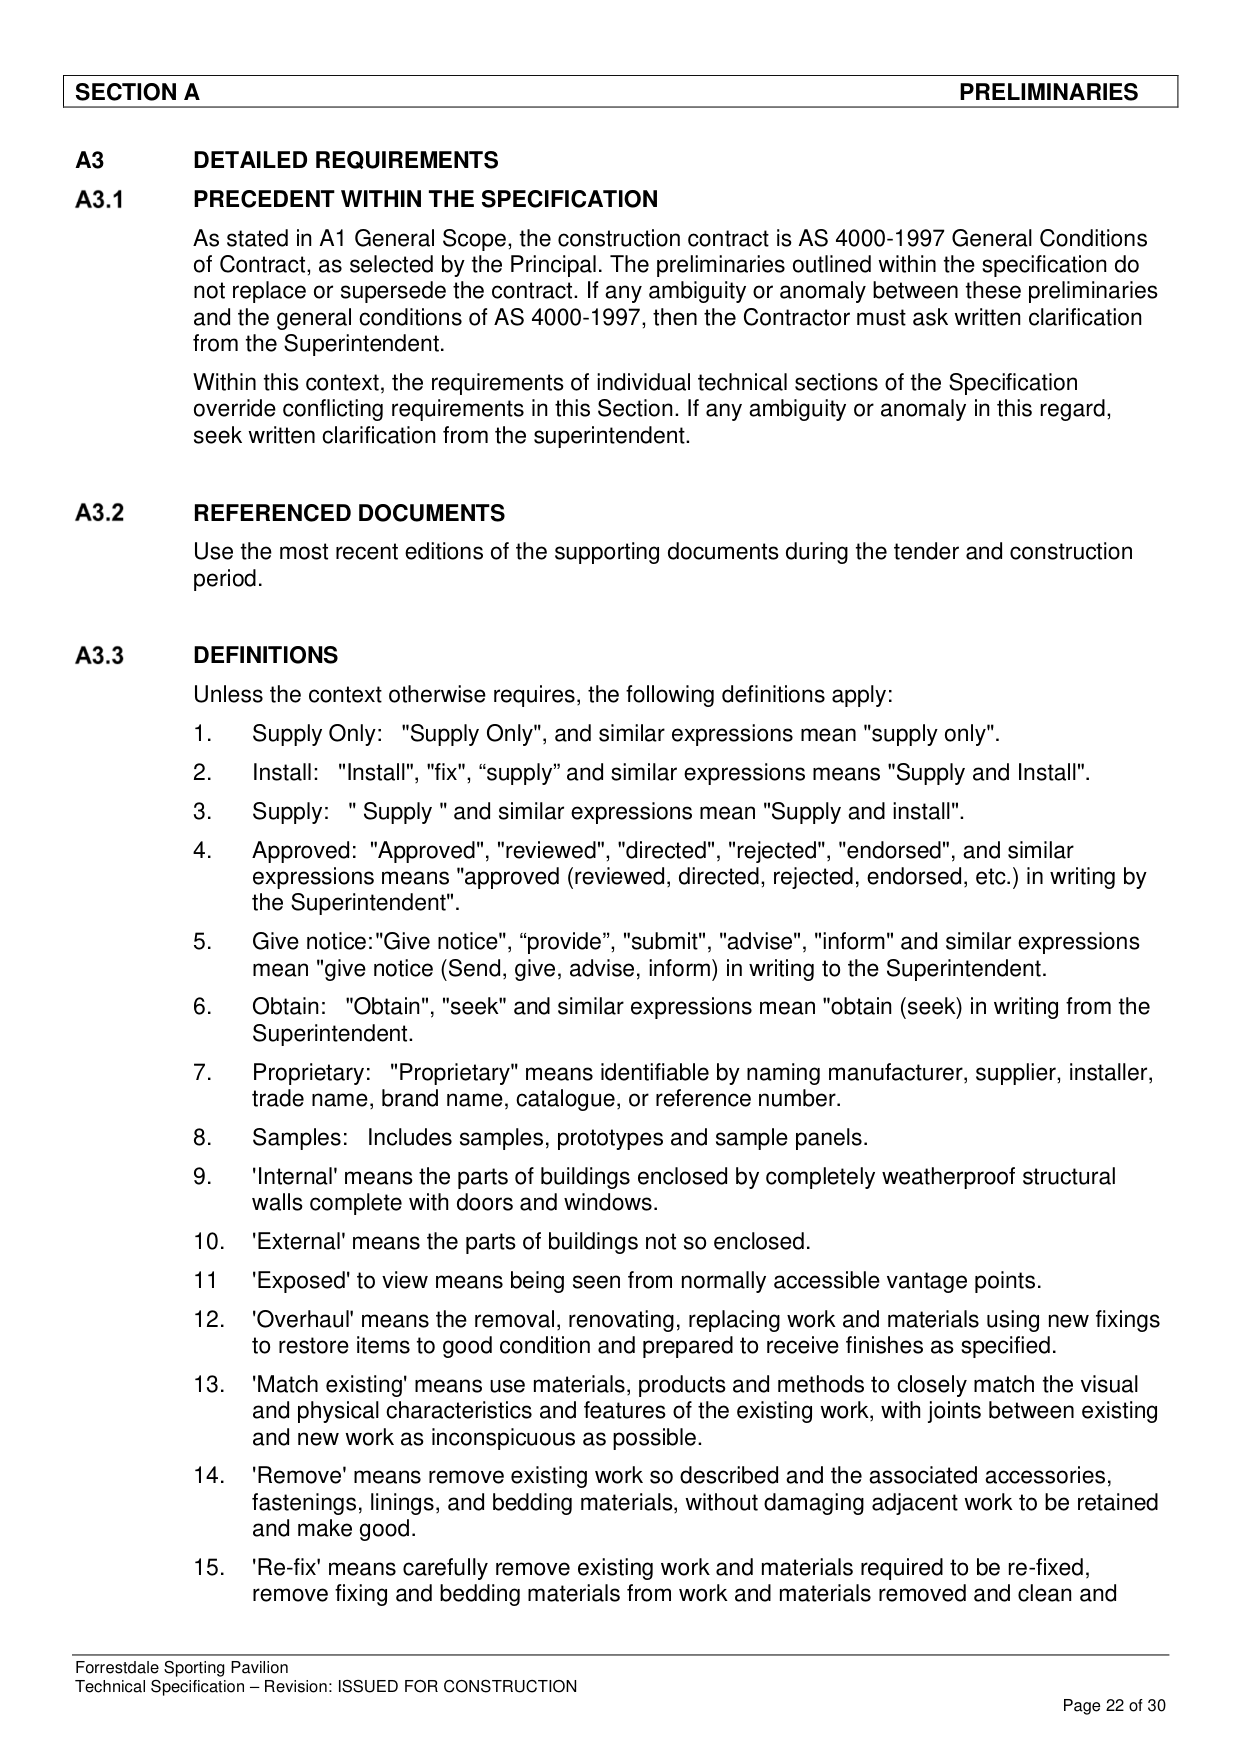 SECTION A PRELIMINARIES
A3 DETAILED REQUIREMENTS
A3.1 PRECEDENT WITHIN THE SPECIFICATION
As stated in A1 General Scope, the construction contract is AS 4000-1997 General Conditions
of Contract, as selected by the Principal. The preliminaries outlined within the specification do
not replace or supersede the contract. If any ambiguity or anomaly between these preliminaries
and the general conditions of AS 4000-1997, then the Contractor must ask written clarification
from the Superintendent.
Within this context, the requirements of individual technical sections of the Specification
override conflicting requirements in this Section. If any ambiguity or anomaly in this regard,
seek written clarification from the superintendent.
A3.2 REFERENCED DOCUMENTS
Use the most recent editions of the supporting documents during the tender and construction
period.
A3.3 DEFINITIONS
Unless the context otherwise requires, the following definitions apply:
1. Supply Only: "Supply Only", and similar expressions mean "supply only".
2. Install: "Install", "fix", “supply” and similar expressions means "Supply and Install".
3. Supply: " Supply " and similar expressions mean "Supply and install".
4. Approved: "Approved", "reviewed", "directed", "rejected", "endorsed", and similar
expressions means "approved (reviewed, directed, rejected, endorsed, etc.) in writing by
the Superintendent".
5. Give notice:"Give notice", “provide”, "submit", "advise", "inform" and similar expressions
mean "give notice (Send, give, advise, inform) in writing to the Superintendent.
6. Obtain: "Obtain", "seek" and similar expressions mean "obtain (seek) in writing from the
Superintendent.
7. Proprietary: "Proprietary" means identifiable by naming manufacturer, supplier, installer,
trade name, brand name, catalogue, or reference number.
8. Samples: Includes samples, prototypes and sample panels.
9. 'Internal' means the parts of buildings enclosed by completely weatherproof structural
walls complete with doors and windows.
10. 'External' means the parts of buildings not so enclosed.
11 'Exposed' to view means being seen from normally accessible vantage points.
12. 'Overhaul' means the removal, renovating, replacing work and materials using new fixings
to restore items to good condition and prepared to receive finishes as specified.
13. 'Match existing' means use materials, products and methods to closely match the visual
and physical characteristics and features of the existing work, with joints between existing
and new work as inconspicuous as possible.
14. 'Remove' means remove existing work so described and the associated accessories,
fastenings, linings, and bedding materials, without damaging adjacent work to be retained
and make good.
15. 'Re-fix' means carefully remove existing work and materials required to be re-fixed,
remove fixing and bedding materials from work and materials removed and clean and
Forrestdale Sporting Pavilion
Technical Specification – Revision: ISSUED FOR CONSTRUCTION
Page 22 of 30